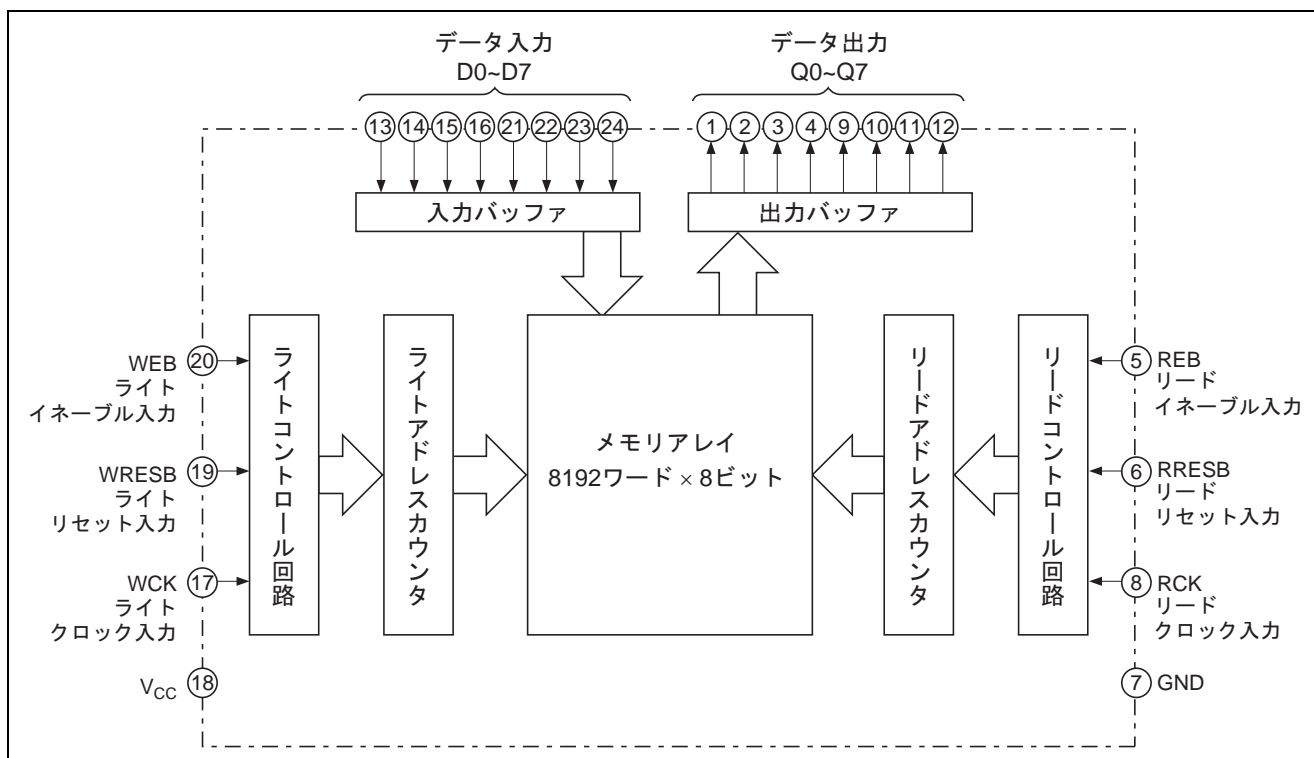 データ入力
D0~D7
データ出力
Q0~Q7
13 14 15 16 21 22 23 24
1 2 3 4 9 10 11 12
入力バッファ
出力バッファ
WEB 20
ライト
イネーブル入力
WRESB 19
ライト
リセット入力
WCK 17
ライト
クロック入力
VCC 18
ライトコントロール回路
ライトアドレスカウンタ
メモリアレイ
8192ワード × 8ビット
リードアドレスカウンタ
リードコントロール回路
5 REB
リード
イネーブル入力
6 RRESB
リード
リセット入力
8 RCK
リード
クロック入力
7 GND